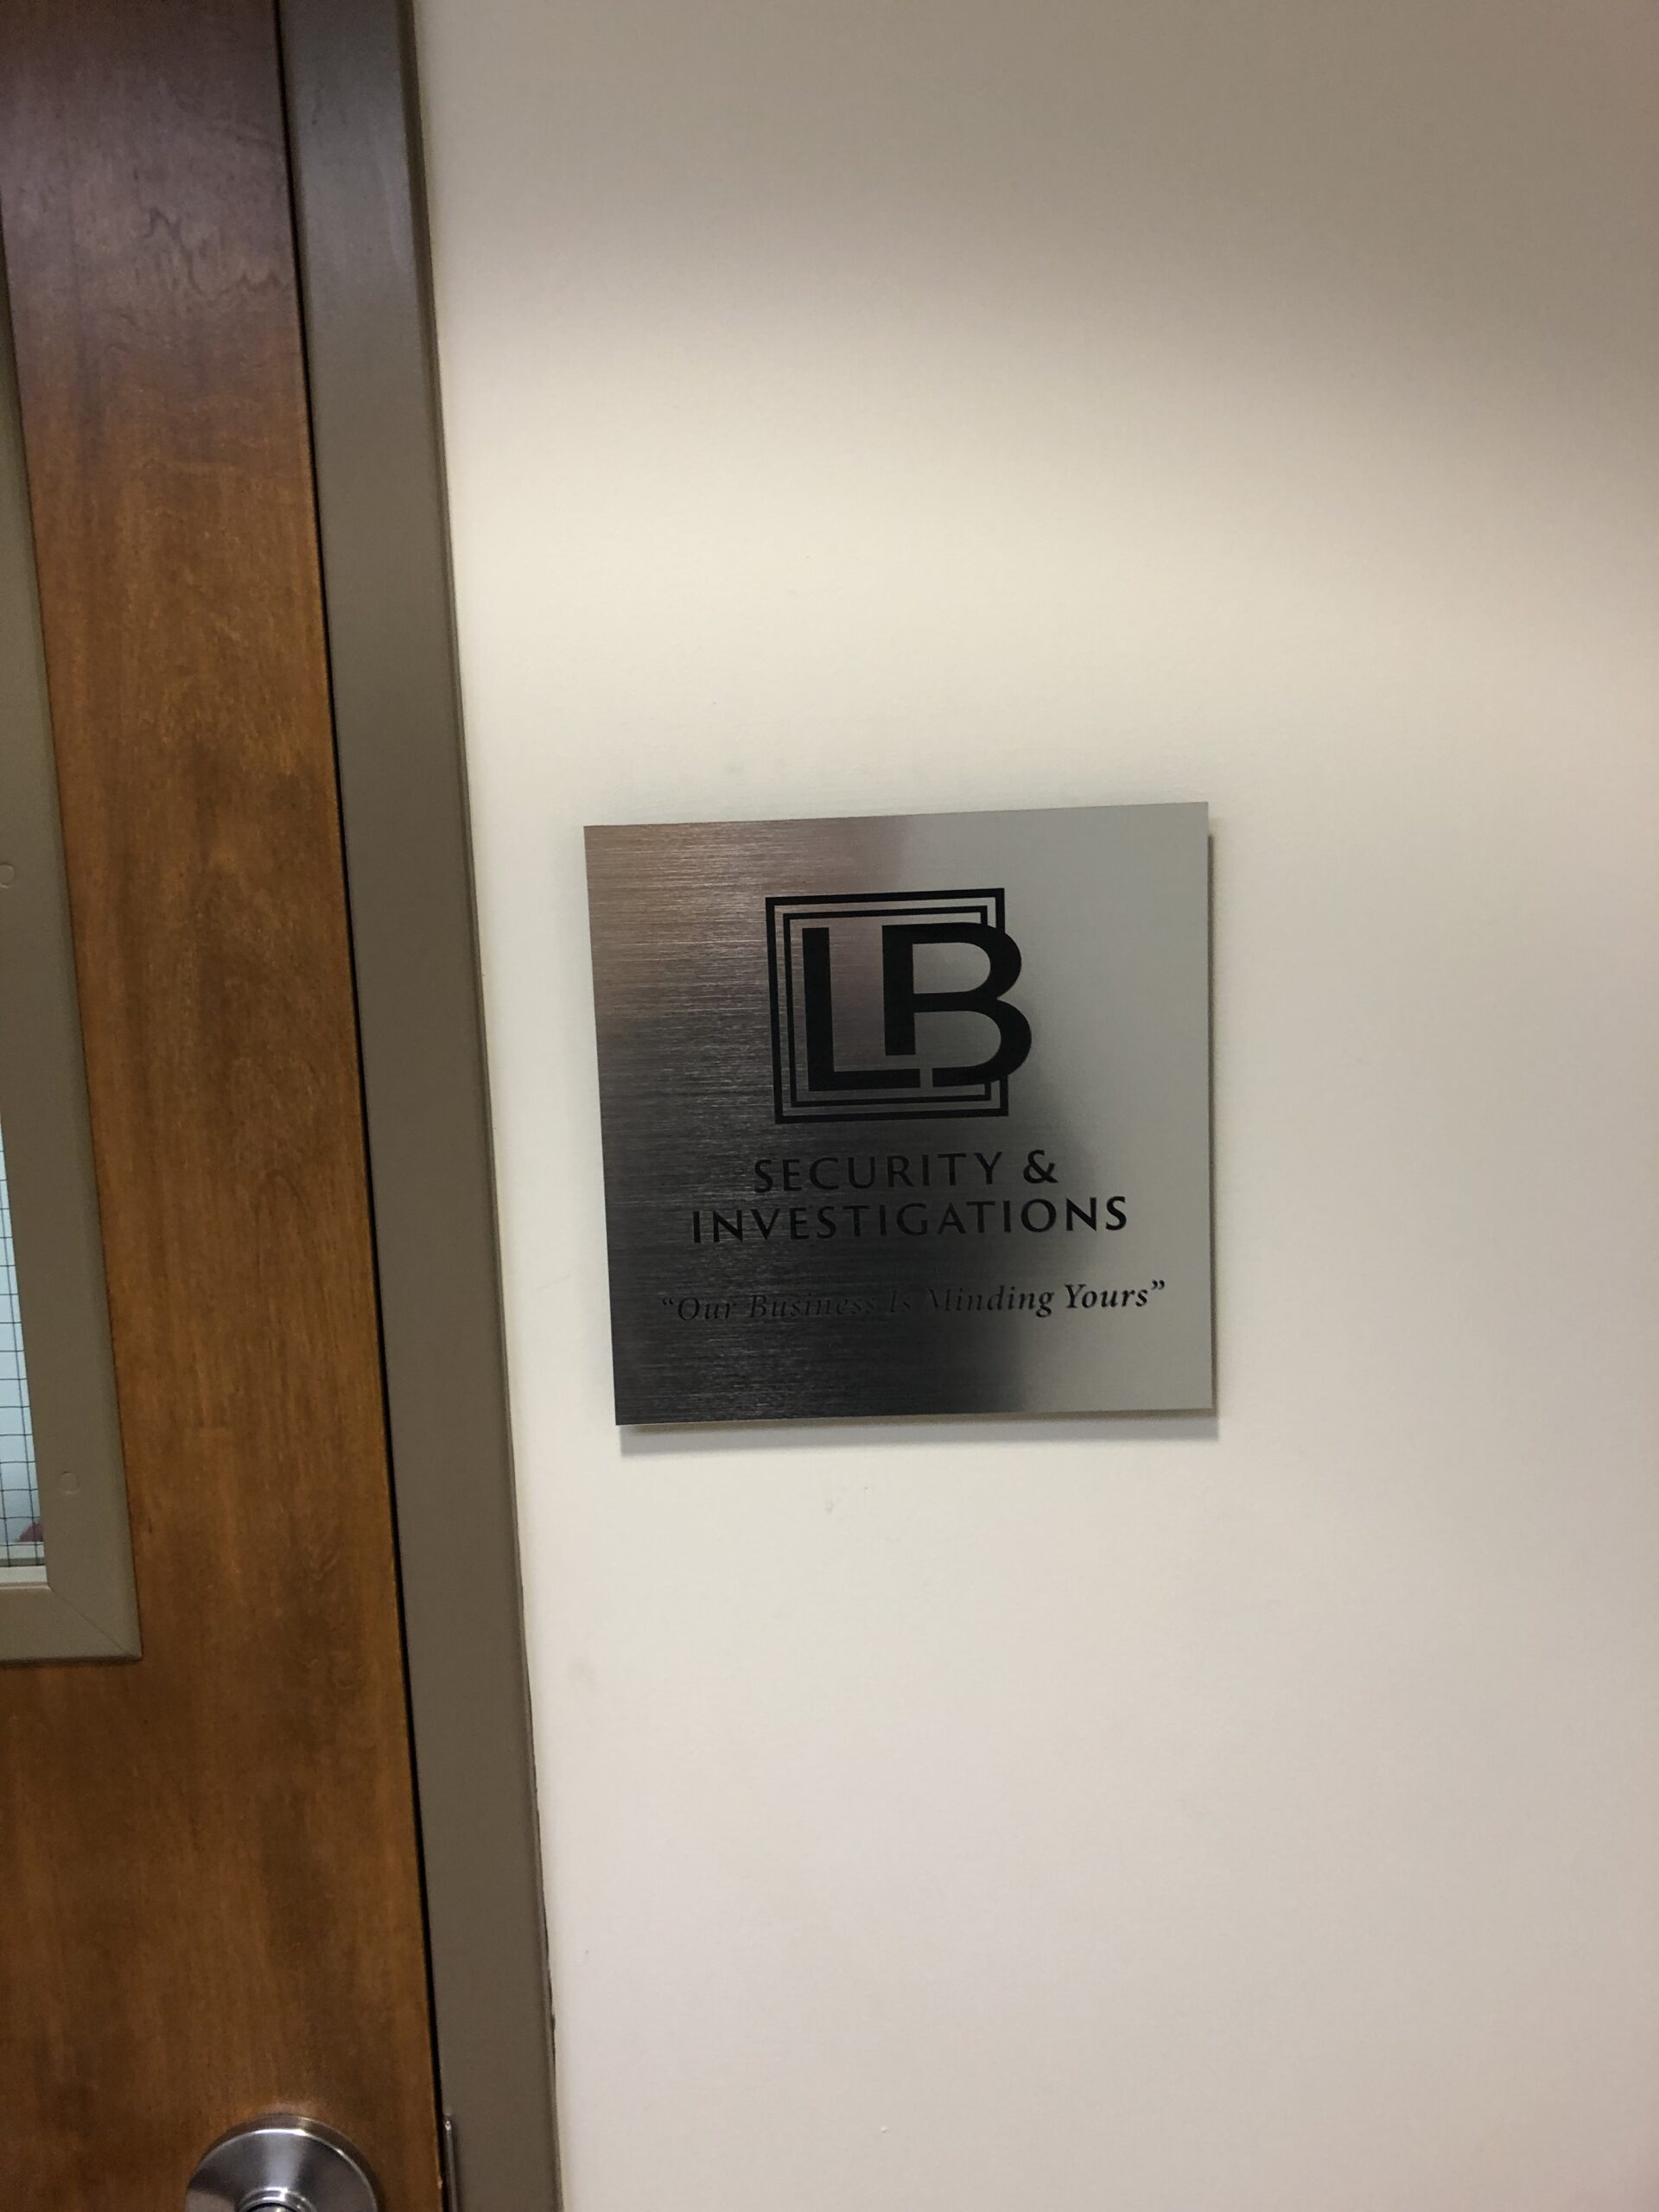 LB
SECURITY &
INVESTIGATIONS
“Our Business Is Minding Yours”